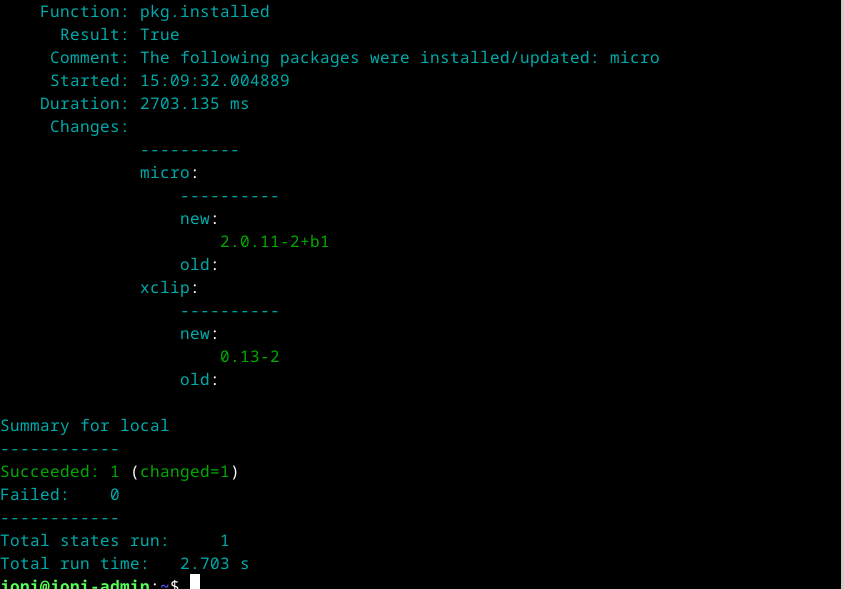 Function: pkg.installed
Result: True
Comment: The following packages were installed/updated: micro
Started: 15:09:32.004889
Duration: 2703.135 ms
Changes:
----------
micro:
----------
new:
2.0.11-2+b1
old:
xclip:
----------
new:
0.13-2
old:
Summary for local
------------
Succeeded: 1 (changed=1)
Failed:    0
------------
Total states run:     1
Total run time:   2.703 s
joni@joni-admin:~$